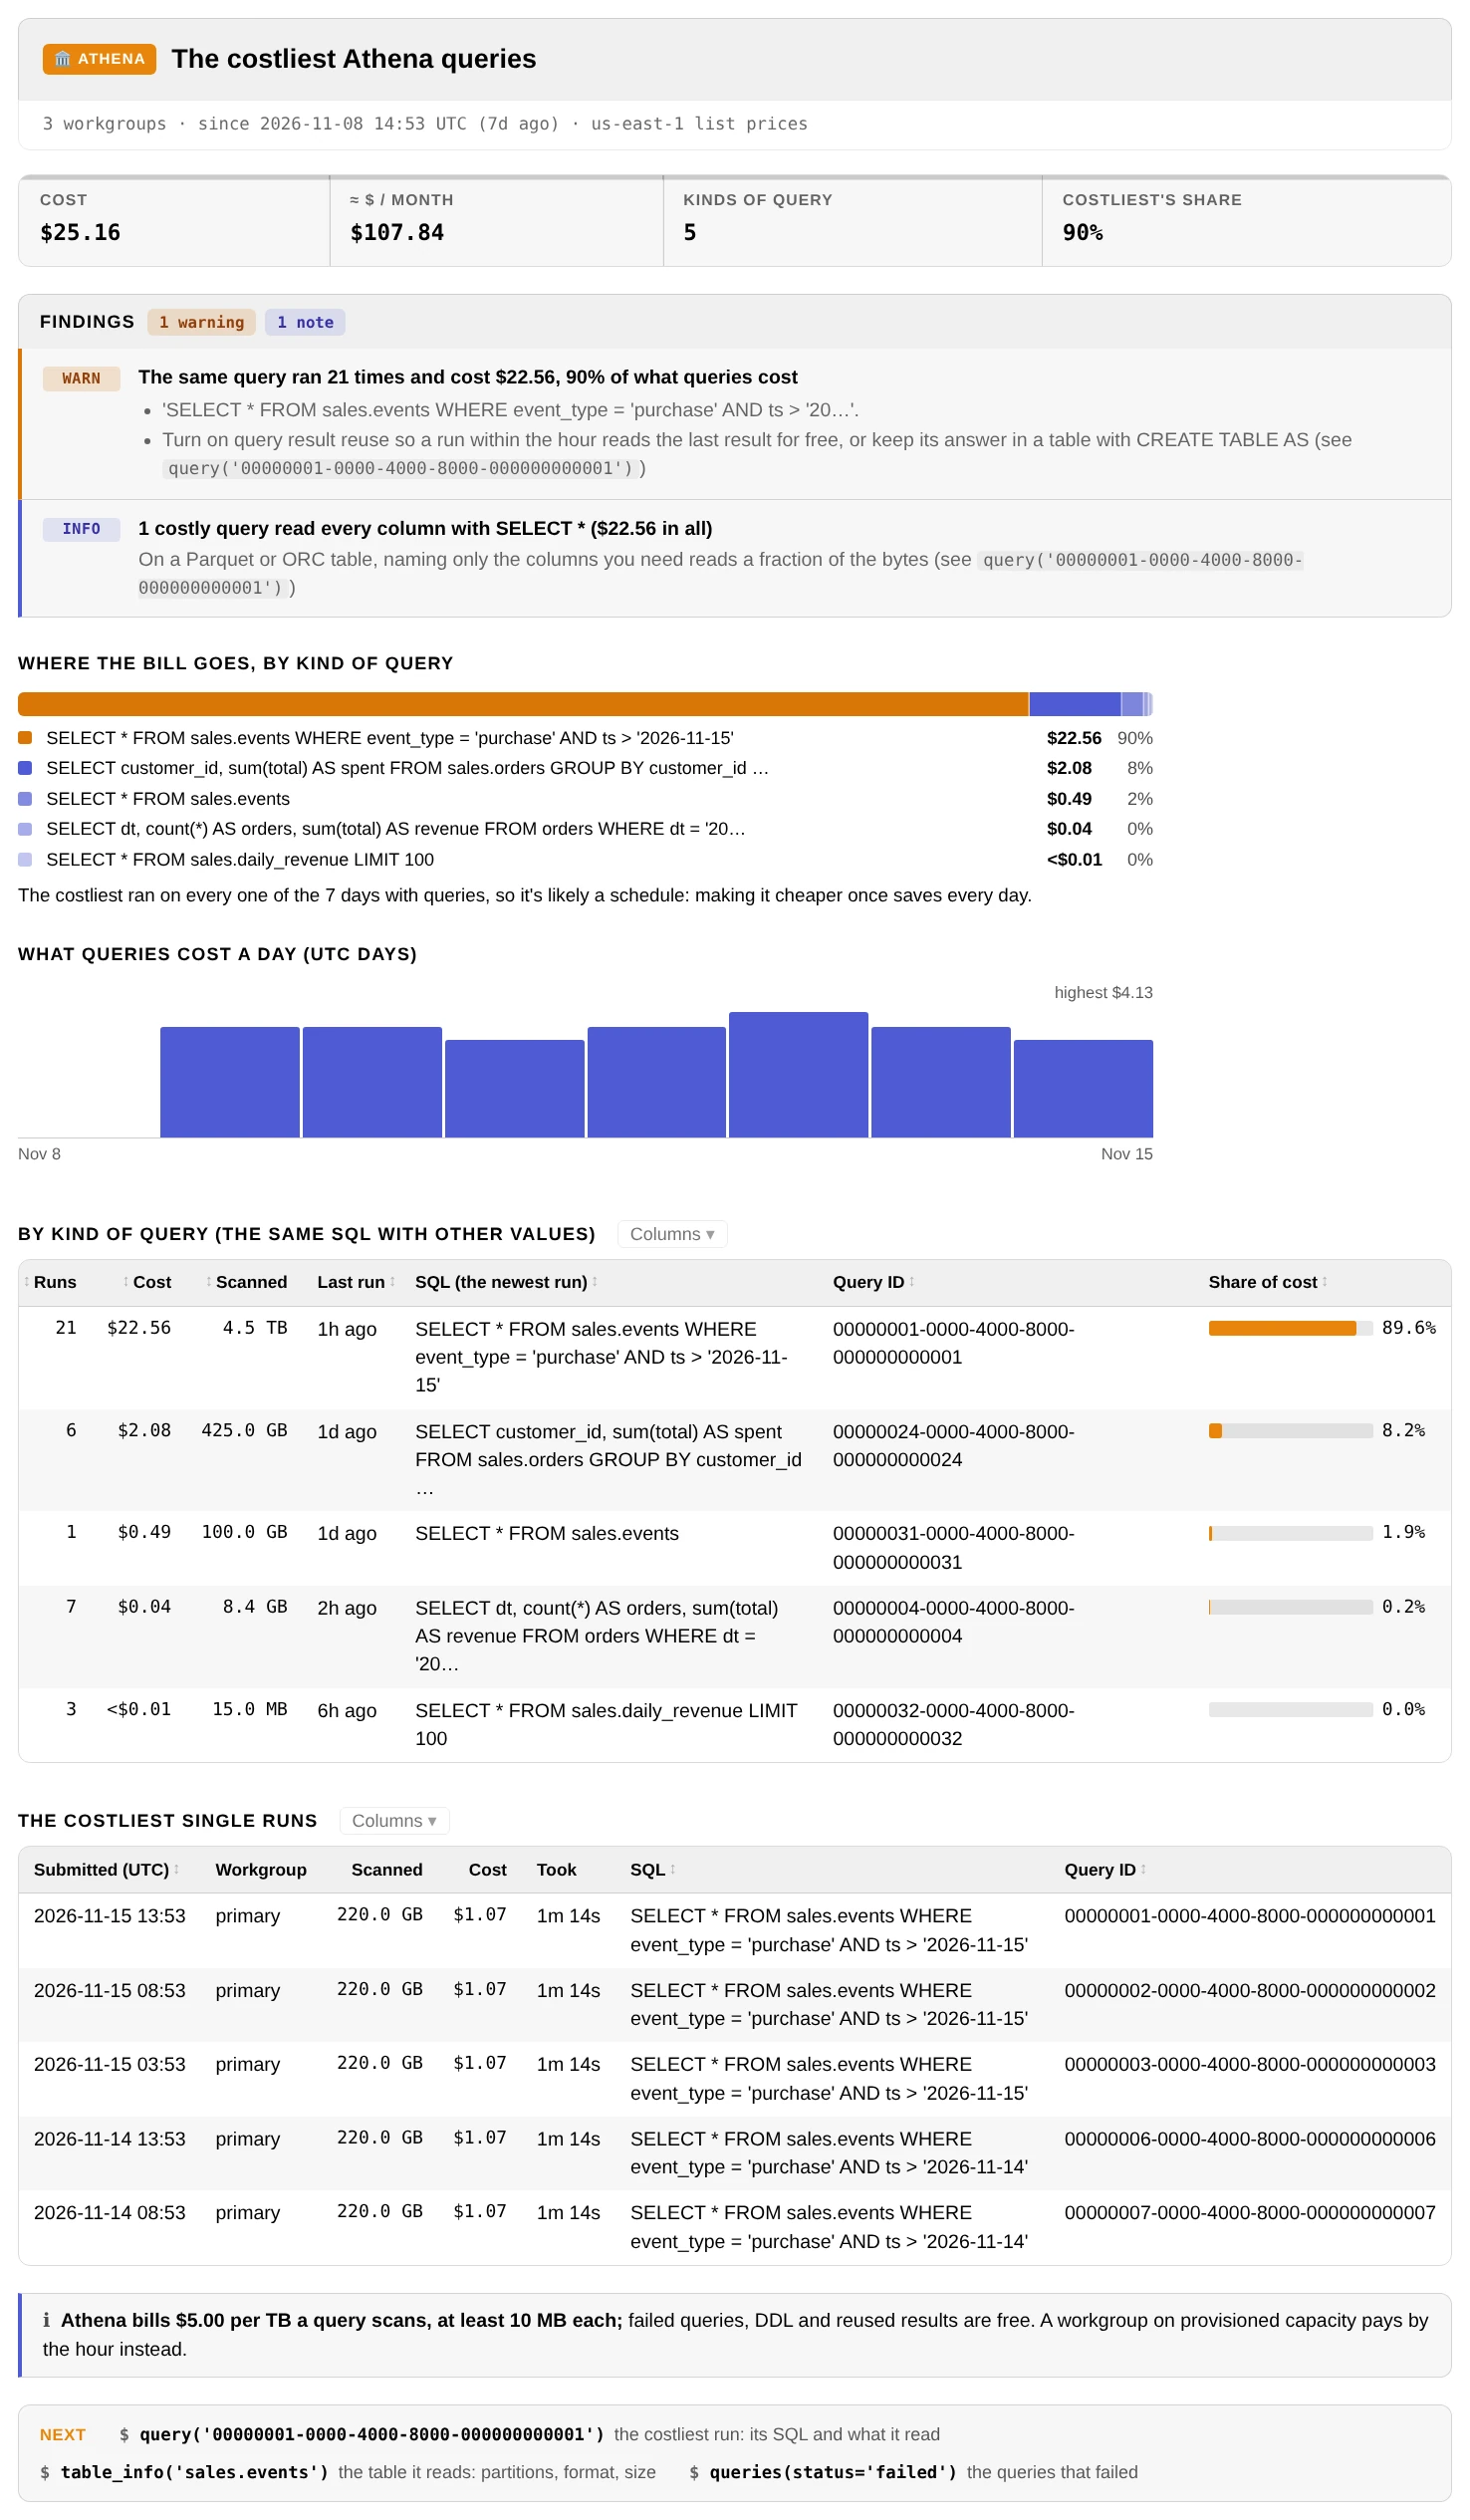 🏛️ ATHENA The costliest Athena queries
3 workgroups · since 2026-11-08 14:53 UTC (7d ago) · us-east-1 list prices
COST ≈ $ / MONTH KINDS OF QUERY COSTLIEST'S SHARE
$25.16 $107.84 5 90%
FINDINGS 1 warning 1 note
WARN The same query ran 21 times and cost $22.56, 90% of what queries cost
• 'SELECT * FROM sales.events WHERE event_type = 'purchase' AND ts > '20…'.
• Turn on query result reuse so a run within the hour reads the last result for free, or keep its answer in a table with CREATE TABLE AS (see
query('00000001-0000-4000-8000-000000000001') )
INFO 1 costly query read every column with SELECT * ($22.56 in all)
On a Parquet or ORC table, naming only the columns you need reads a fraction of the bytes (see query('00000001-0000-4000-8000-
000000000001') )
WHERE THE BILL GOES, BY KIND OF QUERY
SELECT * FROM sales.events WHERE event_type = 'purchase' AND ts > '2026-11-15' $22.56 90%
SELECT customer_id, sum(total) AS spent FROM sales.orders GROUP BY customer_id … $2.08 8%
SELECT * FROM sales.events $0.49 2%
SELECT dt, count(*) AS orders, sum(total) AS revenue FROM orders WHERE dt = '20… $0.04 0%
SELECT * FROM sales.daily_revenue LIMIT 100 <$0.01 0%
The costliest ran on every one of the 7 days with queries, so it's likely a schedule: making it cheaper once saves every day.
WHAT QUERIES COST A DAY (UTC DAYS)
highest $4.13
Nov 8 Nov 15
BY KIND OF QUERY (THE SAME SQL WITH OTHER VALUES) Columns ▾
↕ Runs ↕ Cost ↕ Scanned Last run ↕ SQL (the newest run) ↕ Query ID ↕ Share of cost ↕
21 $22.56 4.5 TB 1h ago SELECT * FROM sales.events WHERE 00000001-0000-4000-8000- 89.6%
event_type = 'purchase' AND ts > '2026-11- 000000000001
15'
6 $2.08 425.0 GB 1d ago SELECT customer_id, sum(total) AS spent 00000024-0000-4000-8000- 8.2%
FROM sales.orders GROUP BY customer_id 000000000024
…
1 $0.49 100.0 GB 1d ago SELECT * FROM sales.events 00000031-0000-4000-8000- 1.9%
000000000031
7 $0.04 8.4 GB 2h ago SELECT dt, count(*) AS orders, sum(total) 00000004-0000-4000-8000- 0.2%
AS revenue FROM orders WHERE dt = 000000000004
'20…
3 <$0.01 15.0 MB 6h ago SELECT * FROM sales.daily_revenue LIMIT 00000032-0000-4000-8000- 0.0%
100 000000000032
THE COSTLIEST SINGLE RUNS Columns ▾
Submitted (UTC) ↕ Workgroup Scanned Cost Took SQL ↕ Query ID ↕
2026-11-15 13:53 primary 220.0 GB $1.07 1m 14s SELECT * FROM sales.events WHERE 00000001-0000-4000-8000-000000000001
event_type = 'purchase' AND ts > '2026-11-15'
2026-11-15 08:53 primary 220.0 GB $1.07 1m 14s SELECT * FROM sales.events WHERE 00000002-0000-4000-8000-000000000002
event_type = 'purchase' AND ts > '2026-11-15'
2026-11-15 03:53 primary 220.0 GB $1.07 1m 14s SELECT * FROM sales.events WHERE 00000003-0000-4000-8000-000000000003
event_type = 'purchase' AND ts > '2026-11-15'
2026-11-14 13:53 primary 220.0 GB $1.07 1m 14s SELECT * FROM sales.events WHERE 00000006-0000-4000-8000-000000000006
event_type = 'purchase' AND ts > '2026-11-14'
2026-11-14 08:53 primary 220.0 GB $1.07 1m 14s SELECT * FROM sales.events WHERE 00000007-0000-4000-8000-000000000007
event_type = 'purchase' AND ts > '2026-11-14'
ℹ Athena bills $5.00 per TB a query scans, at least 10 MB each; failed queries, DDL and reused results are free. A workgroup on provisioned capacity pays by
the hour instead.
NEXT $ query('00000001-0000-4000-8000-000000000001') the costliest run: its SQL and what it read
$ table_info('sales.events') the table it reads: partitions, format, size $ queries(status='failed') the queries that failed